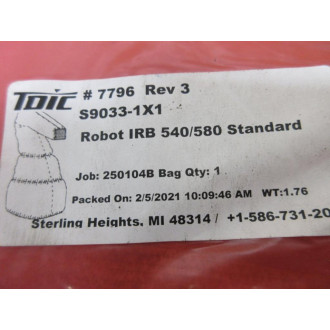 TDIC # 7796 Rev 3
S9033-1X1
Robot IRB 540/580 Standard
Job: 250104B Bag Qty: 1
Packed On: 2/5/2021 10:09:46 AM WT:1.76
Sterling Heights, MI 48314 / +1-586-731-20